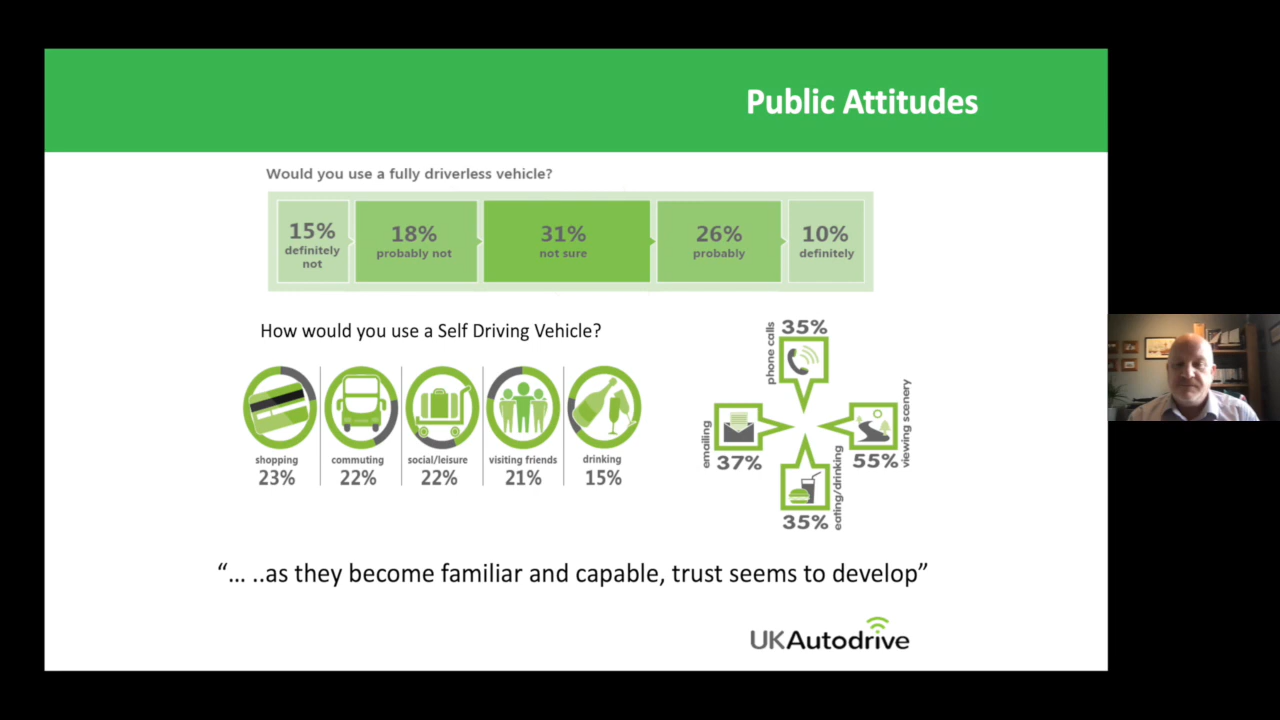 Public Attitudes
Would you use a fully driverless vehicle?
15%
definitely
not
18%
probably not
31%
not sure
26%
probably
10%
definitely
How would you use a Self Driving Vehicle?
shopping
23%
commuting
22%
social/leisure
22%
visiting friends
21%
drinking
15%
phone calls
35%
emailing
37%
viewing scenery
55%
eating/drinking
35%
“… ..as they become familiar and capable, trust seems to develop”
UKAutodrive